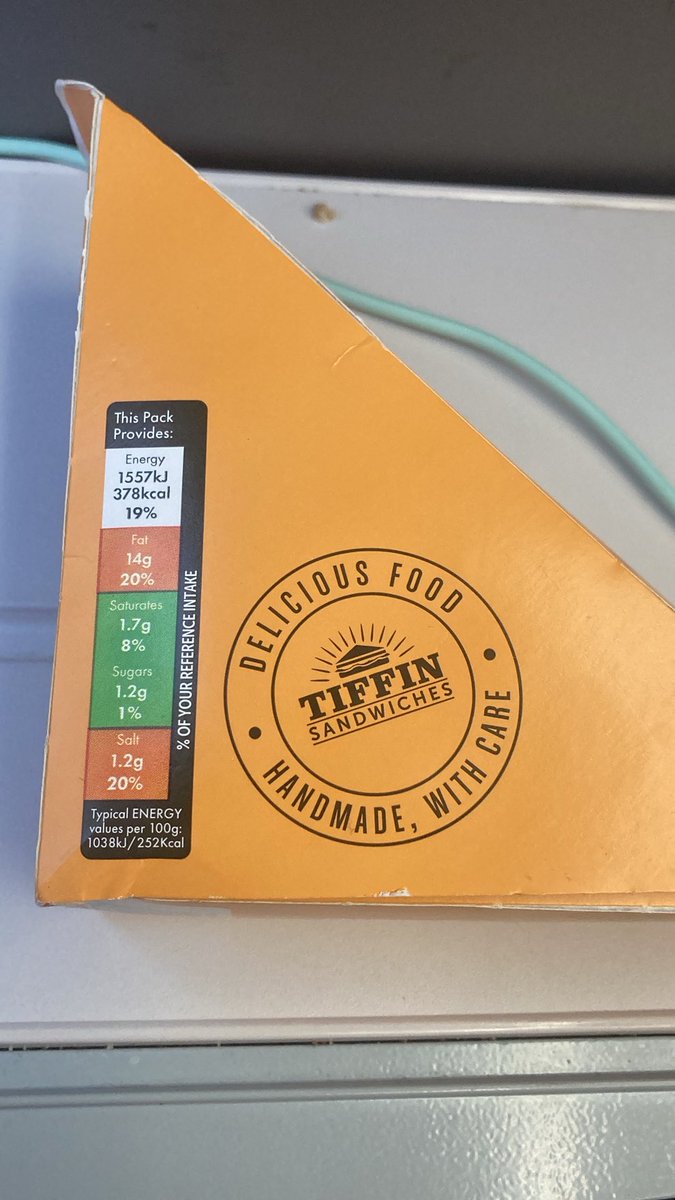 This Pack
Provides:
Energy
1557kJ
378kcal
19%
Fat
14g
20%
Saturates
1.7g
8%
Sugars
1.2g
1%
Salt
1.2g
20%
% OF YOUR REFERENCE INTAKE
Typical ENERGY
values per 100g:
1038kJ/252Kcal
DELICIOUS FOOD
TIFFIN
SANDWICHES
HANDMADE, WITH CARE